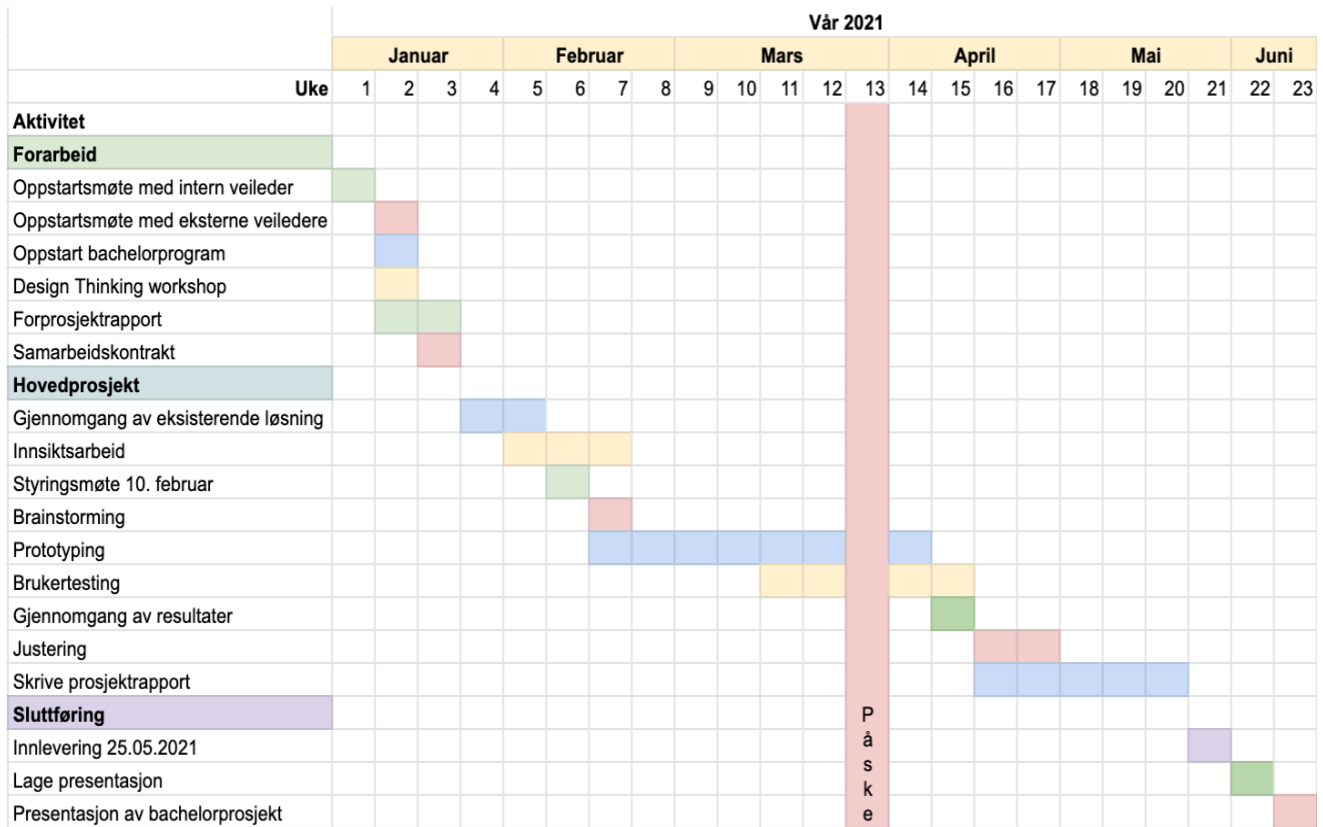 Vår 2021
Januar Februar Mars April Mai Juni
Uke 1 2 3 4 5 6 7 8 9 10 11 12 13 14 15 16 17 18 19 20 21 22 23
Aktivitet
Forarbeid
Oppstartsmøte med intern veileder
Oppstartsmøte med eksterne veiledere
Oppstart bachelorprogram
Design Thinking workshop
Forprosjektrapport
Samarbeidskontrakt
Hovedprosjekt
Gjennomgang av eksisterende løsning
Innsiktsarbeid
Styringsmøte 10. februar
Brainstorming
Prototyping
Brukertesting
Gjennomgang av resultater
Justering
Skrive prosjektrapport
Sluttføring
Innlevering 25.05.2021
Lage presentasjon
Presentasjon av bachelorprosjekt
Påske